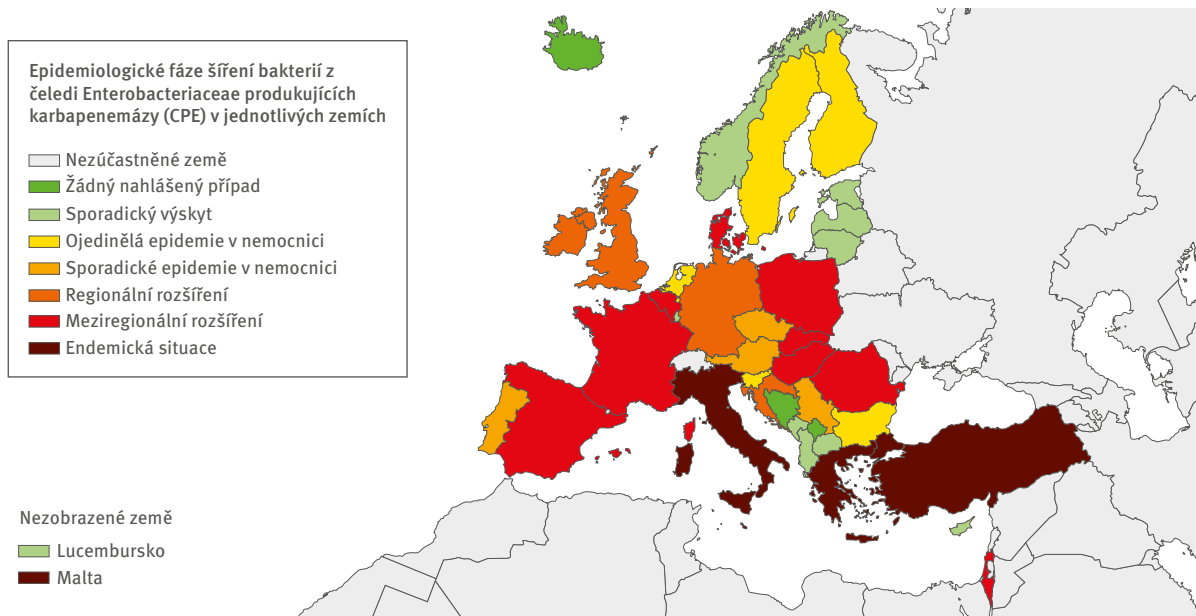 Epidemiologické fáze šíření bakterií z
čeledi Enterobacteriaceae produkujících
karbapenemázy (CPE) v jednotlivých zemích
Nezúčastněné země
Žádný nahlášený případ
Sporadický výskyt
Ojedinělá epidemie v nemocnici
Sporadické epidemie v nemocnici
Regionální rozšíření
Meziregionální rozšíření
Endemická situace
Nezobrazené země
Lucembursko
Malta